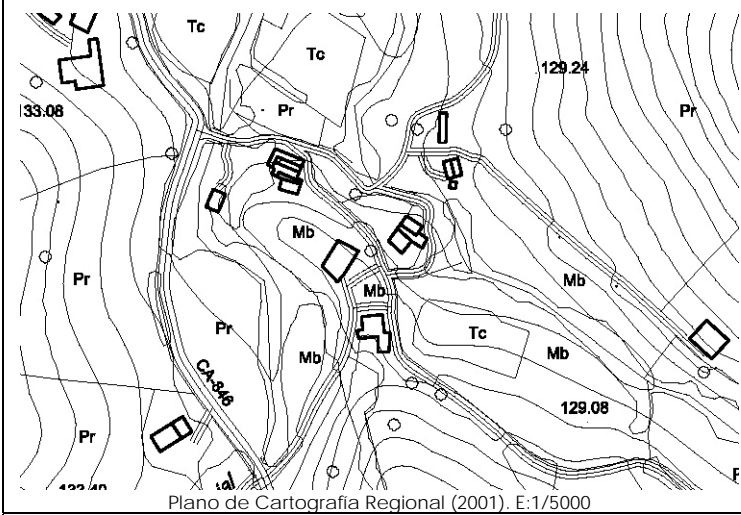 Tc
Tc
129.24
133.08
Pr
Pr
Mb
Pr
Mb
Mb
Pr
Tc
Mb
Mb
CA-846
129.08
Pr
Plano de Cartografía Regional (2001). E:1/5000